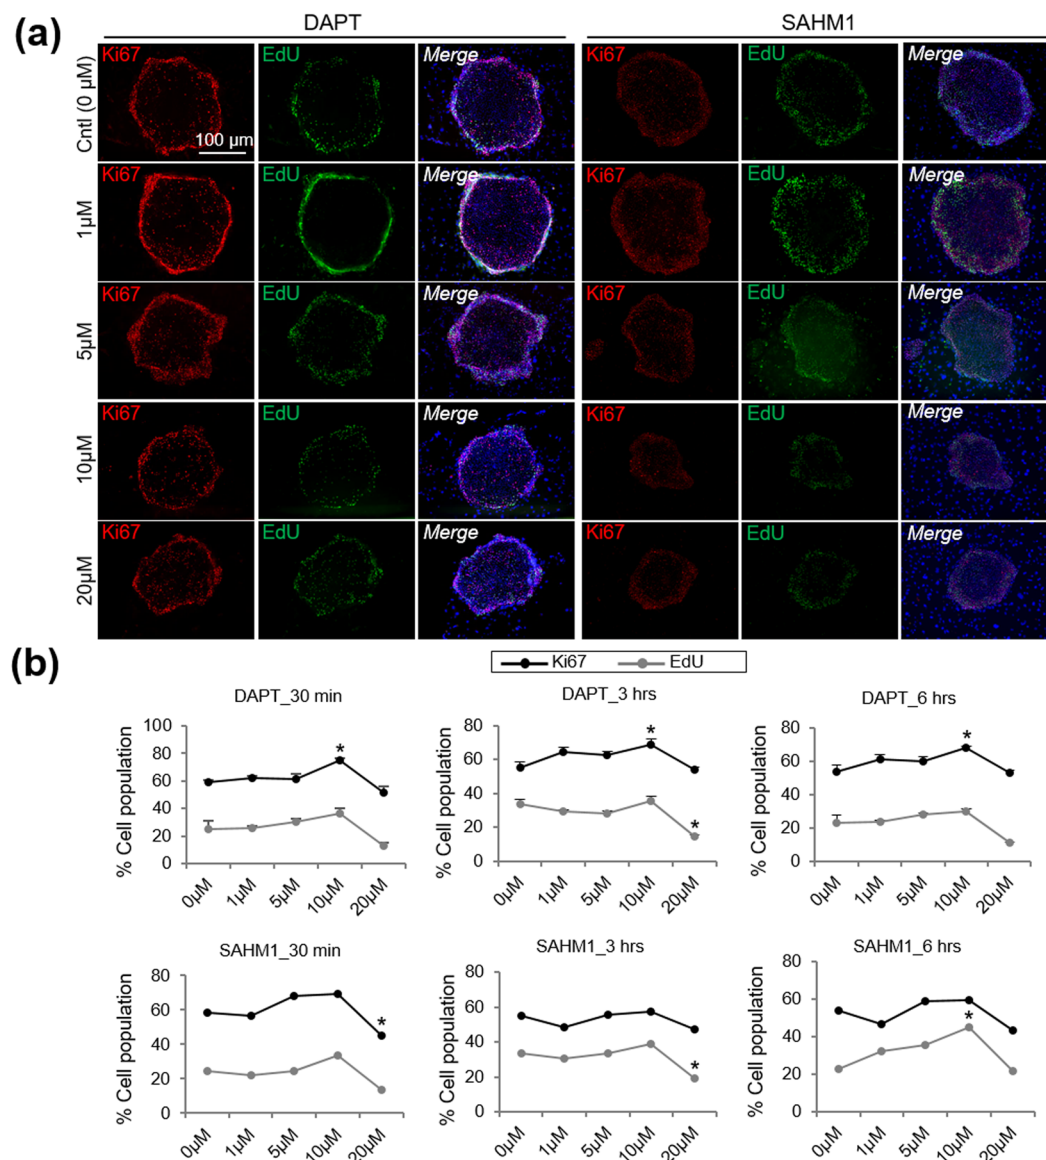 (a)
DAPT SAHM1
Cntl (0 μM)
Ki67 EdU Merge Ki67 EdU Merge
100 μm
1μM
Ki67 EdU Merge Ki67 EdU Merge
5μM
Ki67 EdU Merge Ki67 EdU Merge
10μM
Ki67 EdU Merge Ki67 EdU Merge
20μM
Ki67 EdU Merge Ki67 EdU Merge
(b)
Ki67 EdU
DAPT_30 min
% Cell population
100
80
60
40
20
0
*
0μM 1μM 5μM 10μM 20μM
DAPT_3 hrs
% Cell population
80
60
40
20
0
*
*
0μM 1μM 5μM 10μM 20μM
DAPT_6 hrs
% Cell population
80
60
40
20
0
*
0μM 1μM 5μM 10μM 20μM
SAHM1_30 min
% Cell population
80
60
40
20
0
*
0μM 1μM 5μM 10μM 20μM
SAHM1_3 hrs
% Cell population
80
60
40
20
0
*
0μM 1μM 5μM 10μM 20μM
SAHM1_6 hrs
% Cell population
80
60
40
20
0
*
0μM 1μM 5μM 10μM 20μM